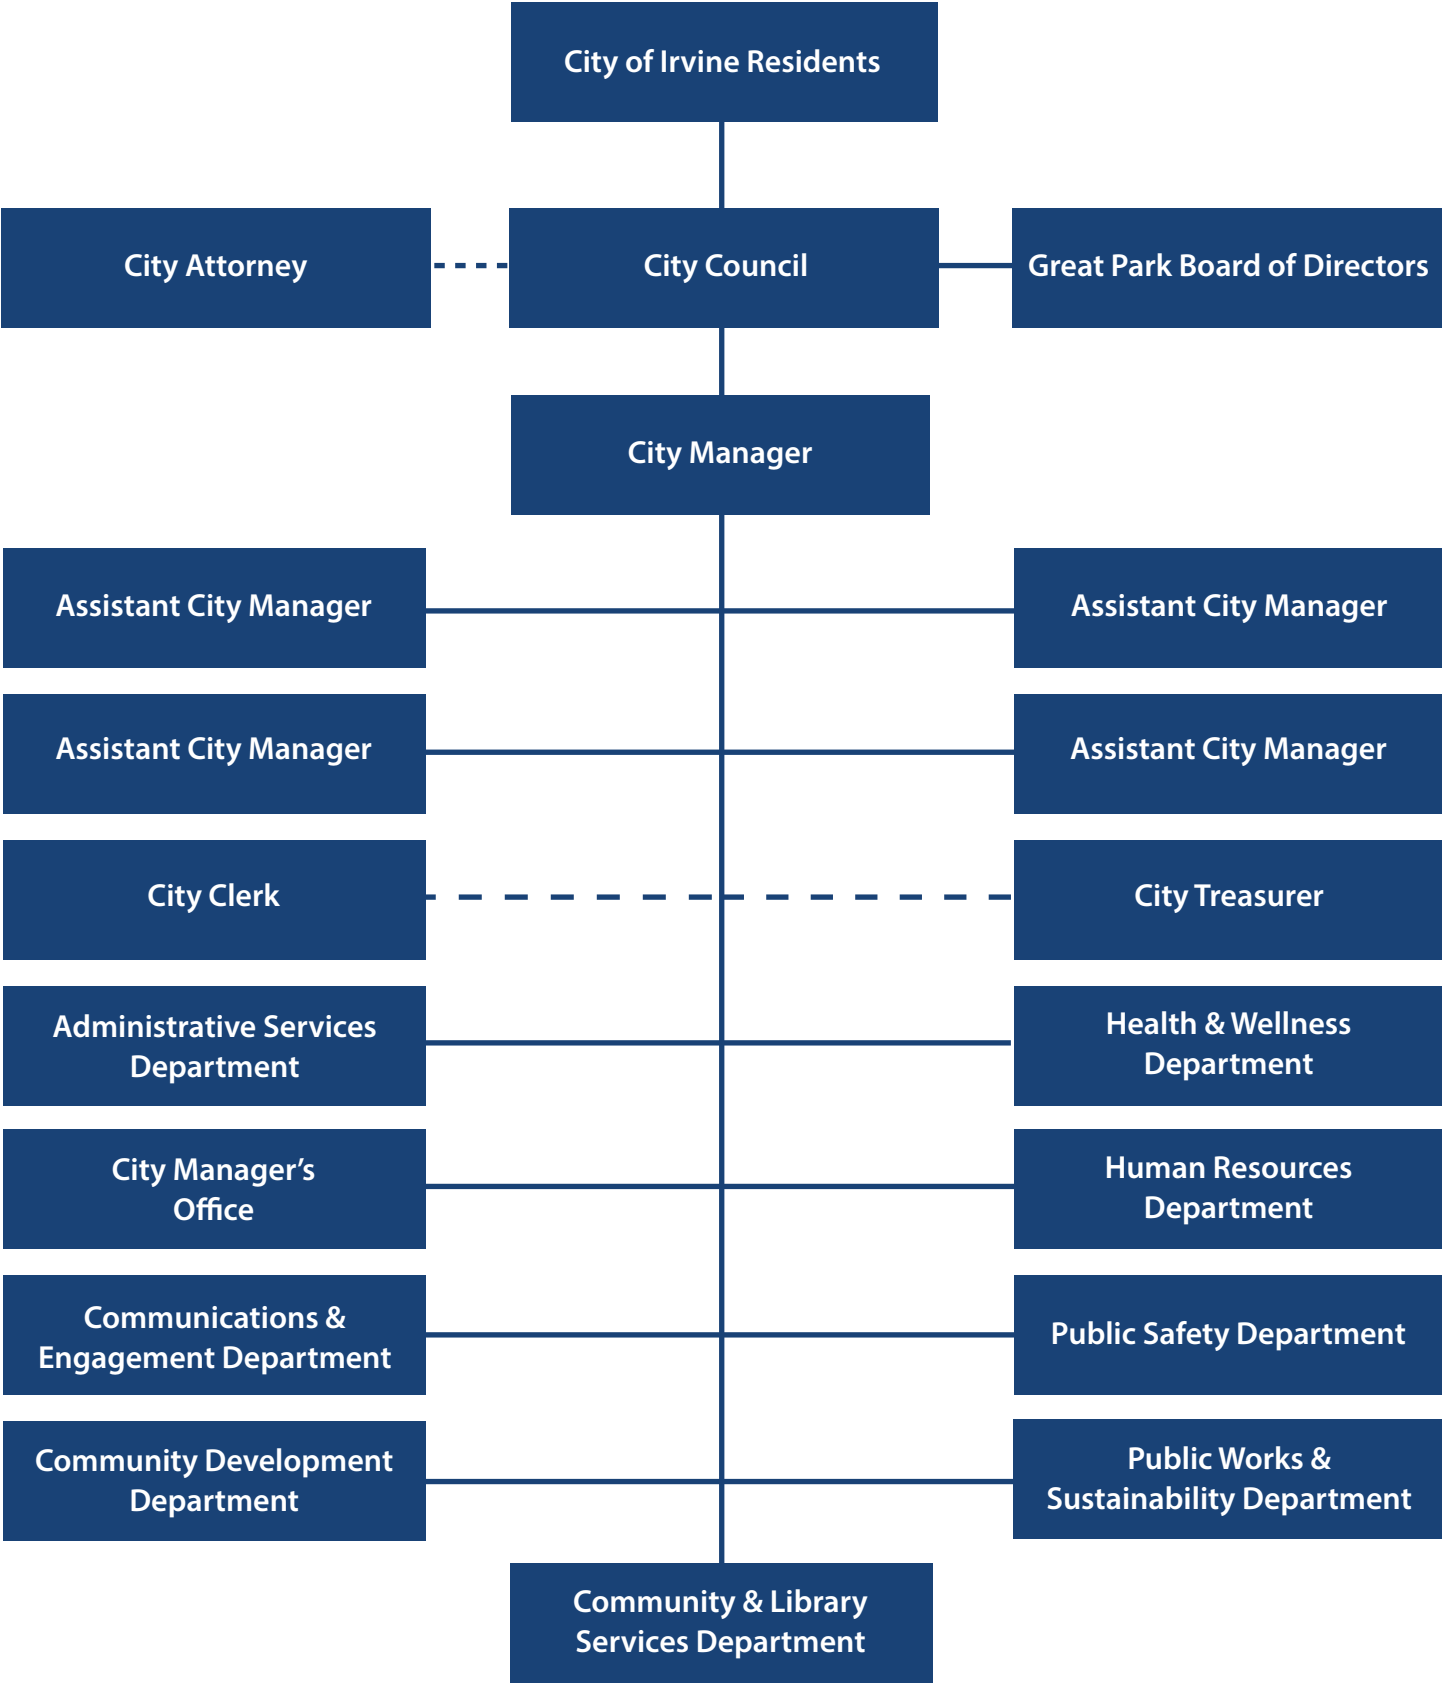 City of Irvine Residents
City Attorney
City Council
Great Park Board of Directors
City Manager
Assistant City Manager
Assistant City Manager
Assistant City Manager
Assistant City Manager
City Clerk
City Treasurer
Administrative Services
Department
Health & Wellness
Department
City Manager’s
Office
Human Resources
Department
Communications &
Engagement Department
Public Safety Department
Community Development
Department
Public Works &
Sustainability Department
Community & Library
Services Department